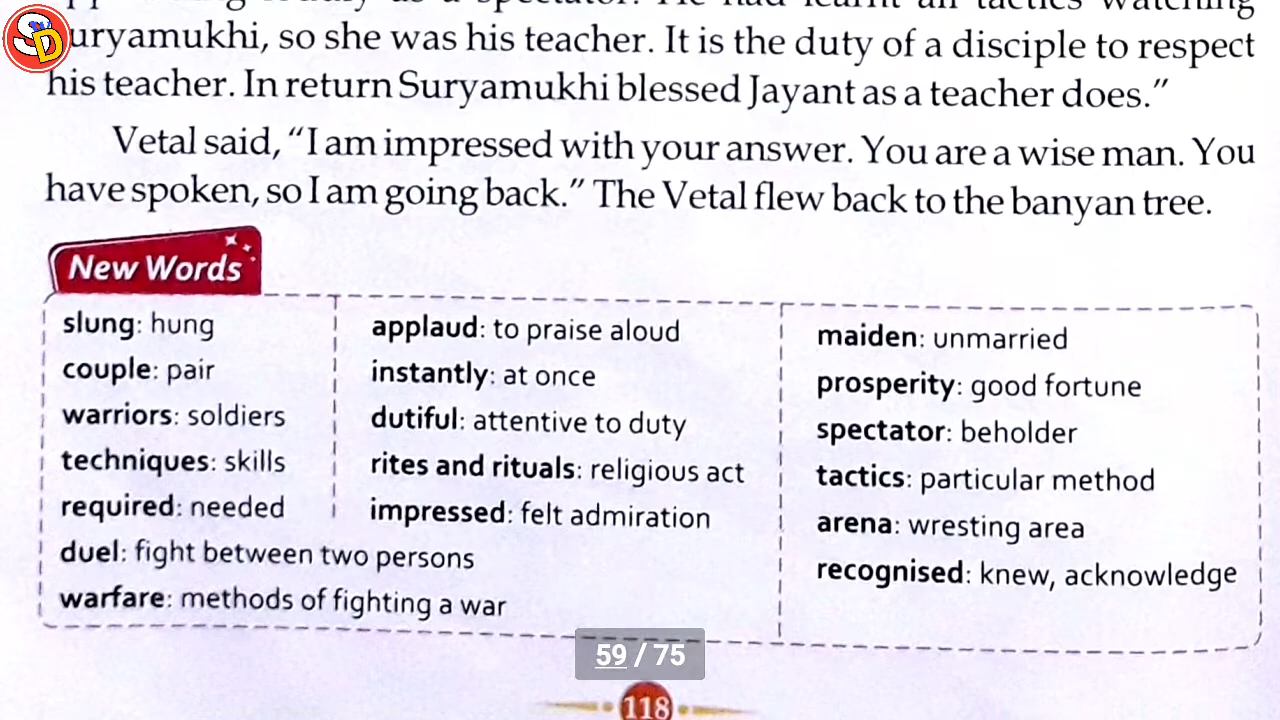 SD
Suryamukhi, so she was his teacher. It is the duty of a disciple to respect
his teacher. In return Suryamukhi blessed Jayant as a teacher does.”
Vetal said, “I am impressed with your answer. You are a wise man. You
have spoken, so I am going back.” The Vetal flew back to the banyan tree.
New Words
slung: hung
couple: pair
warriors: soldiers
techniques: skills
required: needed
duel: fight between two persons
warfare: methods of fighting a war
applaud: to praise aloud
instantly: at once
dutiful: attentive to duty
rites and rituals: religious act
impressed: felt admiration
maiden: unmarried
prosperity: good fortune
spectator: beholder
tactics: particular method
arena: wresting area
recognised: knew, acknowledge
59 / 75
118